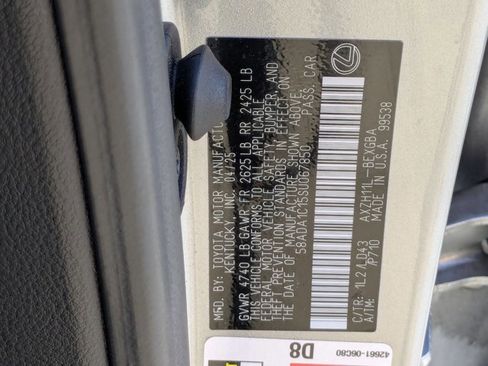 MFD. BY: TOYOTA MOTOR MANUFACTUR
KENTUCKY, INC. 04/25
GVWR 4740 LB GAWR FR 2625 LB RR 2425 LB
THIS VEHICLE CONFORMS TO ALL APPLICABLE
FEDERAL MOTOR VEHICLE SAFETY, BUMPER, AND
THEFT PREVENTION STANDARDS IN EFFECT ON
THE DATE OF MANUFACTURE SHOWN ABOVE.
58ADA1C15SU067850 PASS. CAR
C/TR: 1L2/LD43 AXZH11L-BEXGBA
A/TM: /P710 MADE IN U.S.A. 99538
42661-06C80
D8